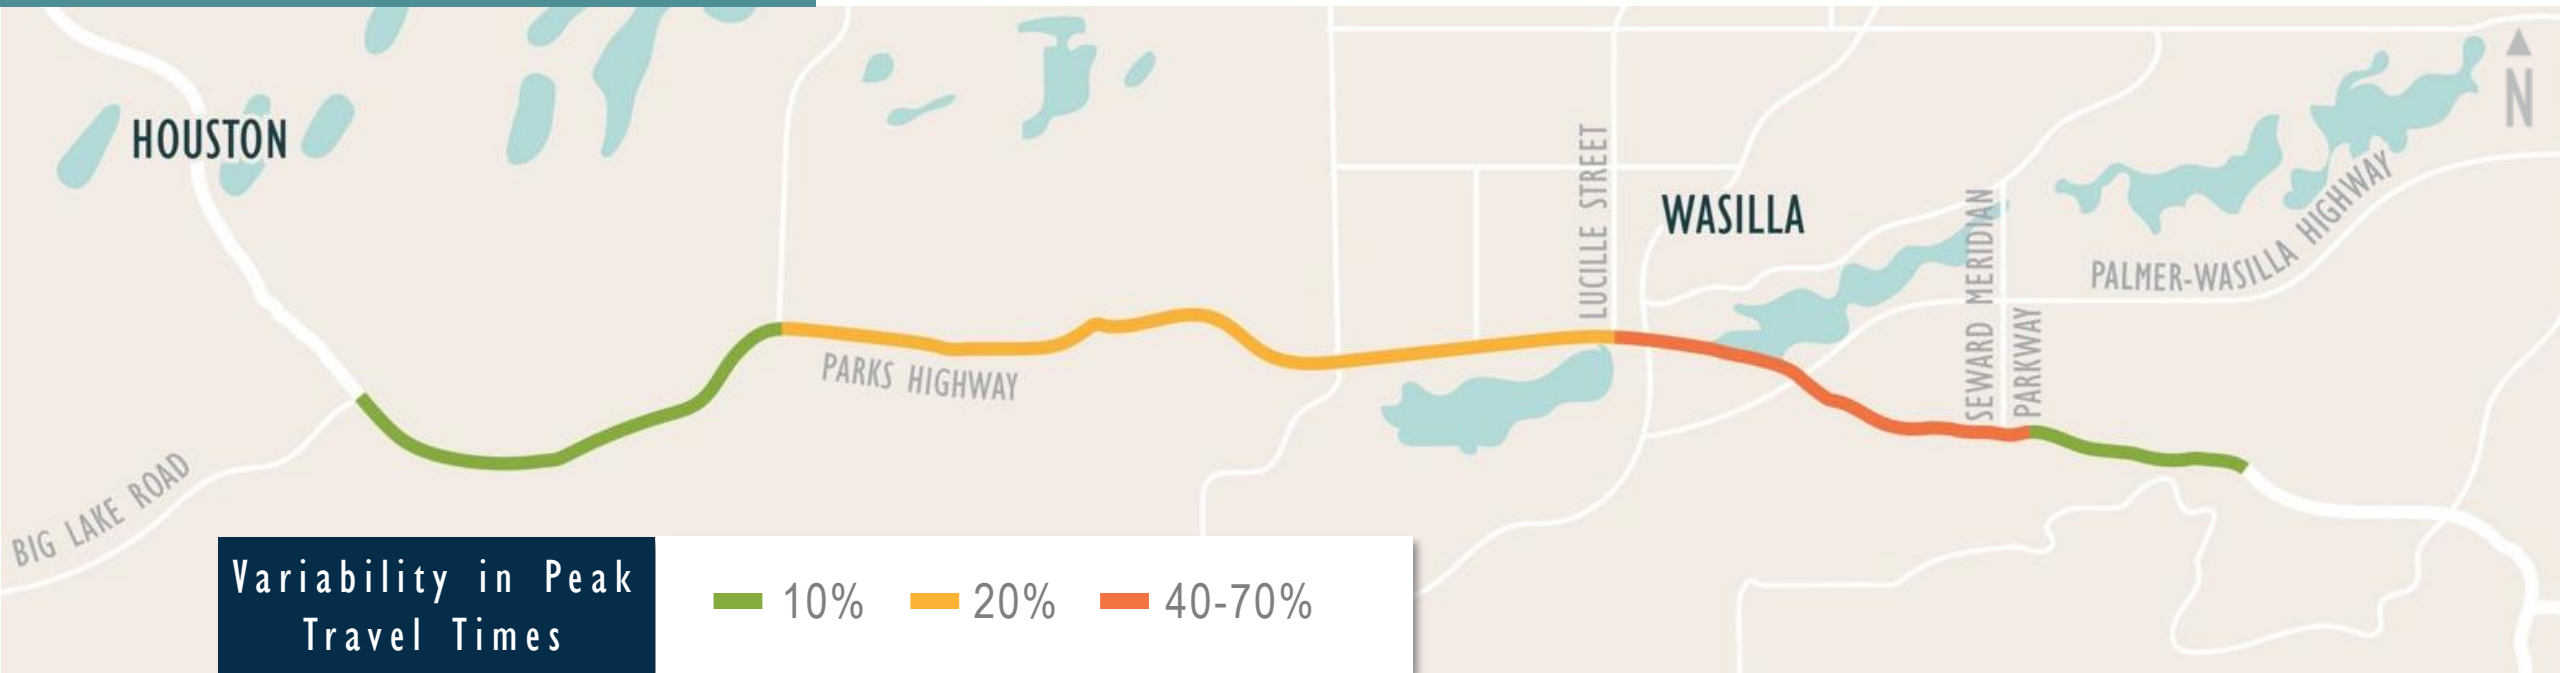 N
HOUSTON
LUCILLE STREET
WASILLA
SEWARD MERIDIAN
PARKWAY
PALMER-WASILLA HIGHWAY
PARKS HIGHWAY
BIG LAKE ROAD
Variability in Peak
Travel Times
10% 20% 40-70%